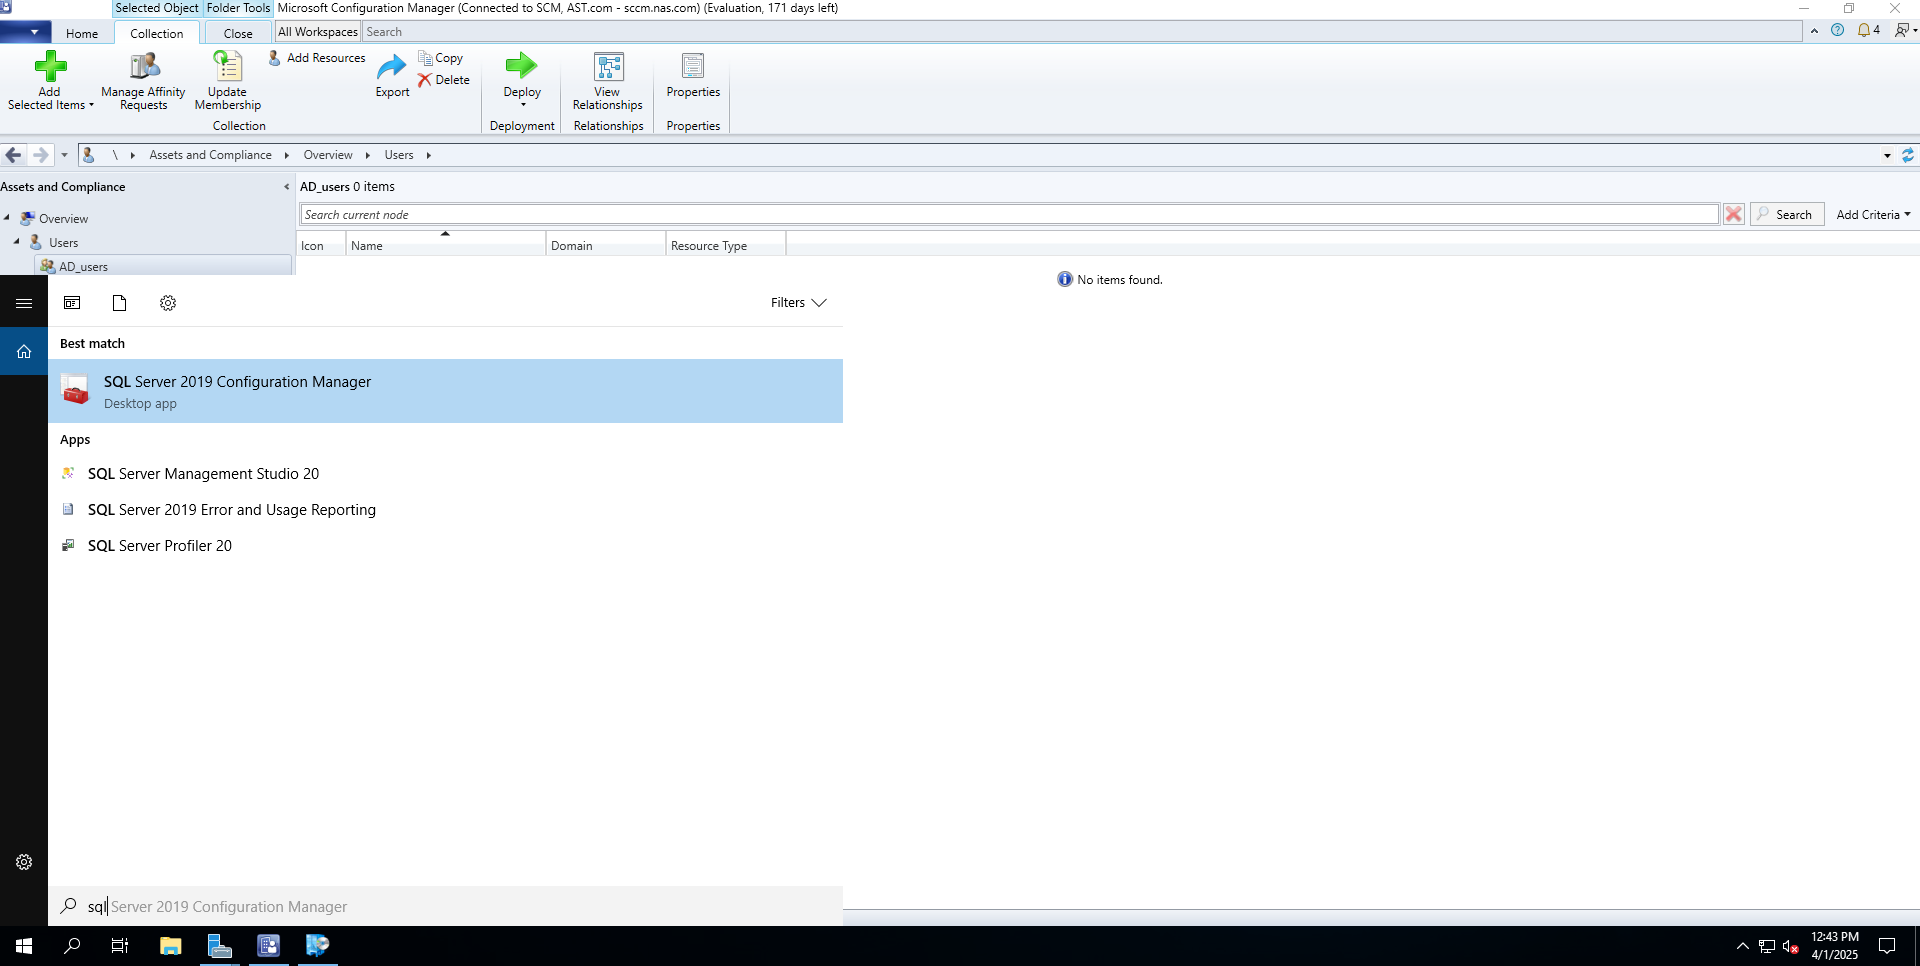 Selected Object Folder Tools Microsoft Configuration Manager (Connected to SCM, AST.com - sccm.nas.com) (Evaluation, 171 days left)
Home Collection Close All Workspaces Search 4
Add Selected Items
Manage Affinity Requests
Update Membership
Add Resources
Export
Copy
Delete
Deploy
View Relationships
Properties
Collection Deployment Relationships Properties
\ Assets and Compliance Overview Users
Assets and Compliance
Overview
Users
AD_users
AD_users 0 items
Search current node
Search Add Criteria
Icon Name Domain Resource Type
No items found.
Filters
Best match
SQL Server 2019 Configuration Manager
Desktop app
Apps
SQL Server Management Studio 20
SQL Server 2019 Error and Usage Reporting
SQL Server Profiler 20
sql Server 2019 Configuration Manager
12:43 PM
4/1/2025